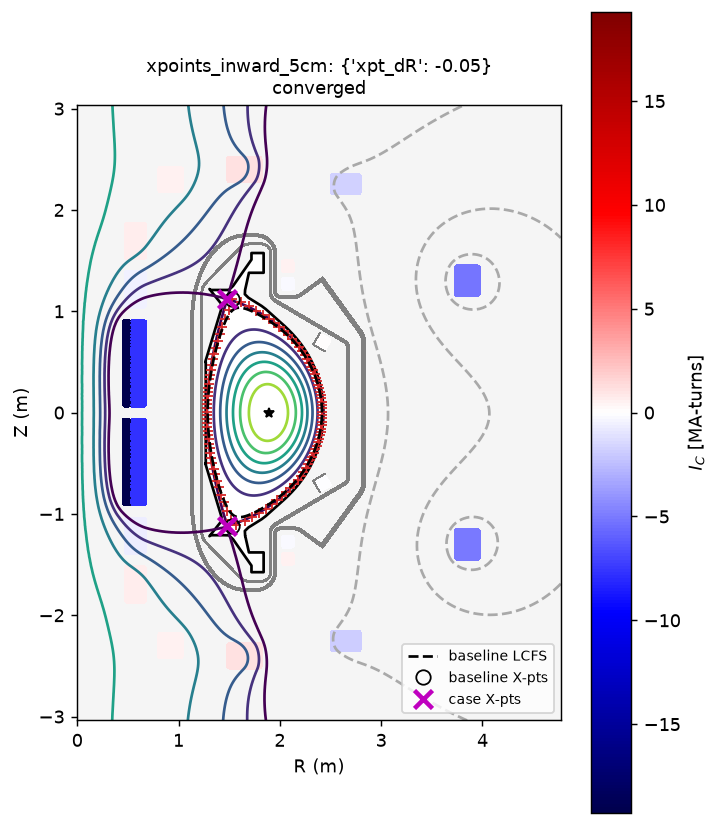 xpoints_inward_5cm: {'xpt_dR': -0.05}
converged
3
2
1
0
−1
−2
−3
Z (m)
0
1
2
3
4
R (m)
baseline LCFS
baseline X-pts
case X-pts
15
10
5
0
−5
−10
−15
I_C [MA-turns]